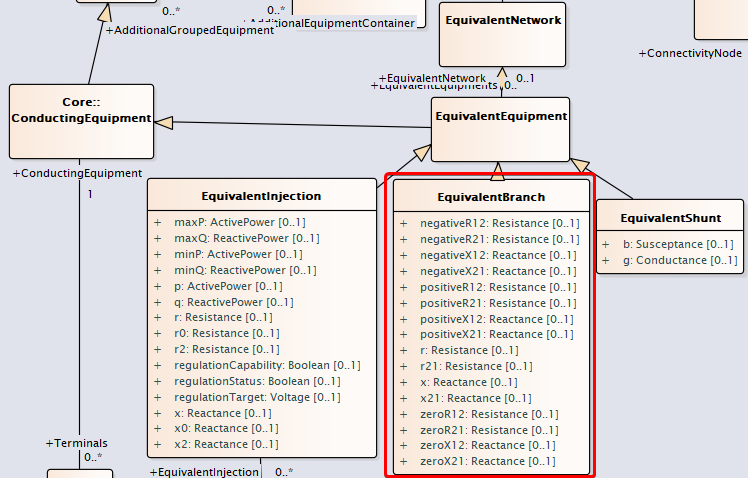 0..*
0..*
+AdditionalGroupedEquipment
AdditionalEquipmentContainer
EquivalentNetwork
+ConnectivityNode
+EquivalentNetwork
0..1
+EquivalentEquipments
0..
Core::
ConductingEquipment
EquivalentEquipment
+ConductingEquipment
1
EquivalentInjection
+ maxP: ActivePower [0..1]
+ maxQ: ReactivePower [0..1]
+ minP: ActivePower [0..1]
+ minQ: ReactivePower [0..1]
+ p: ActivePower [0..1]
+ q: ReactivePower [0..1]
+ r: Resistance [0..1]
+ r0: Resistance [0..1]
+ r2: Resistance [0..1]
+ regulationCapability: Boolean [0..1]
+ regulationStatus: Boolean [0..1]
+ regulationTarget: Voltage [0..1]
+ x: Reactance [0..1]
+ x0: Reactance [0..1]
+ x2: Reactance [0..1]
EquivalentBranch
+ negativeR12: Resistance [0..1]
+ negativeR21: Resistance [0..1]
+ negativeX12: Reactance [0..1]
+ negativeX21: Reactance [0..1]
+ positiveR12: Resistance [0..1]
+ positiveR21: Resistance [0..1]
+ positiveX12: Reactance [0..1]
+ positiveX21: Reactance [0..1]
+ r: Resistance [0..1]
+ r21: Resistance [0..1]
+ x: Reactance [0..1]
+ x21: Reactance [0..1]
+ zeroR12: Resistance [0..1]
+ zeroR21: Resistance [0..1]
+ zeroX12: Reactance [0..1]
+ zeroX21: Reactance [0..1]
EquivalentShunt
+ b: Susceptance [0..1]
+ g: Conductance [0..1]
+Terminals
0..*
+EquivalentInjection
0..*